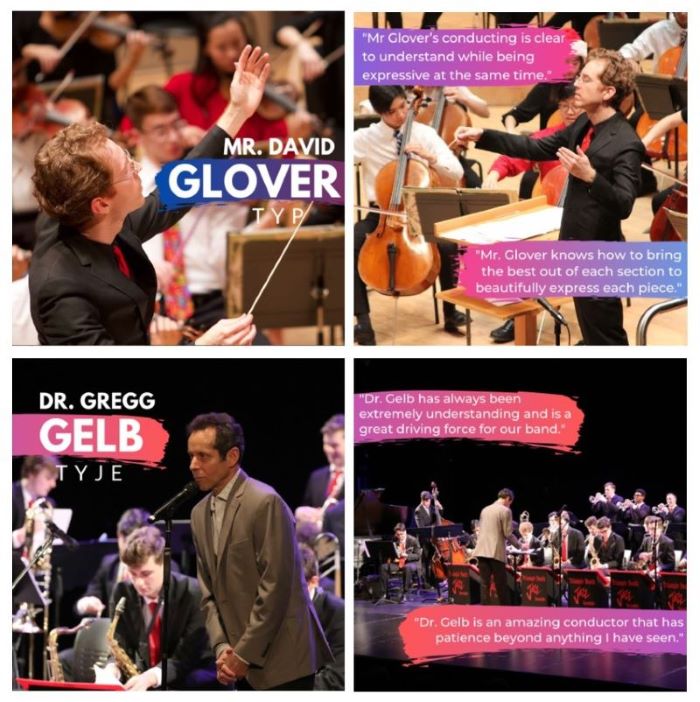 MR. DAVID
GLOVER
TYP
"Mr Glover's conducting is clear
to understand while being
expressive at the same time."
"Mr. Glover knows how to bring
the best out of each section to
beautifully express each piece."
DR. GREGG
GELB
TYJE
"Dr. Gelb has always been
extremely understanding and is a
great driving force for our band."
"Dr. Gelb is an amazing conductor that has
patience beyond anything I have seen."